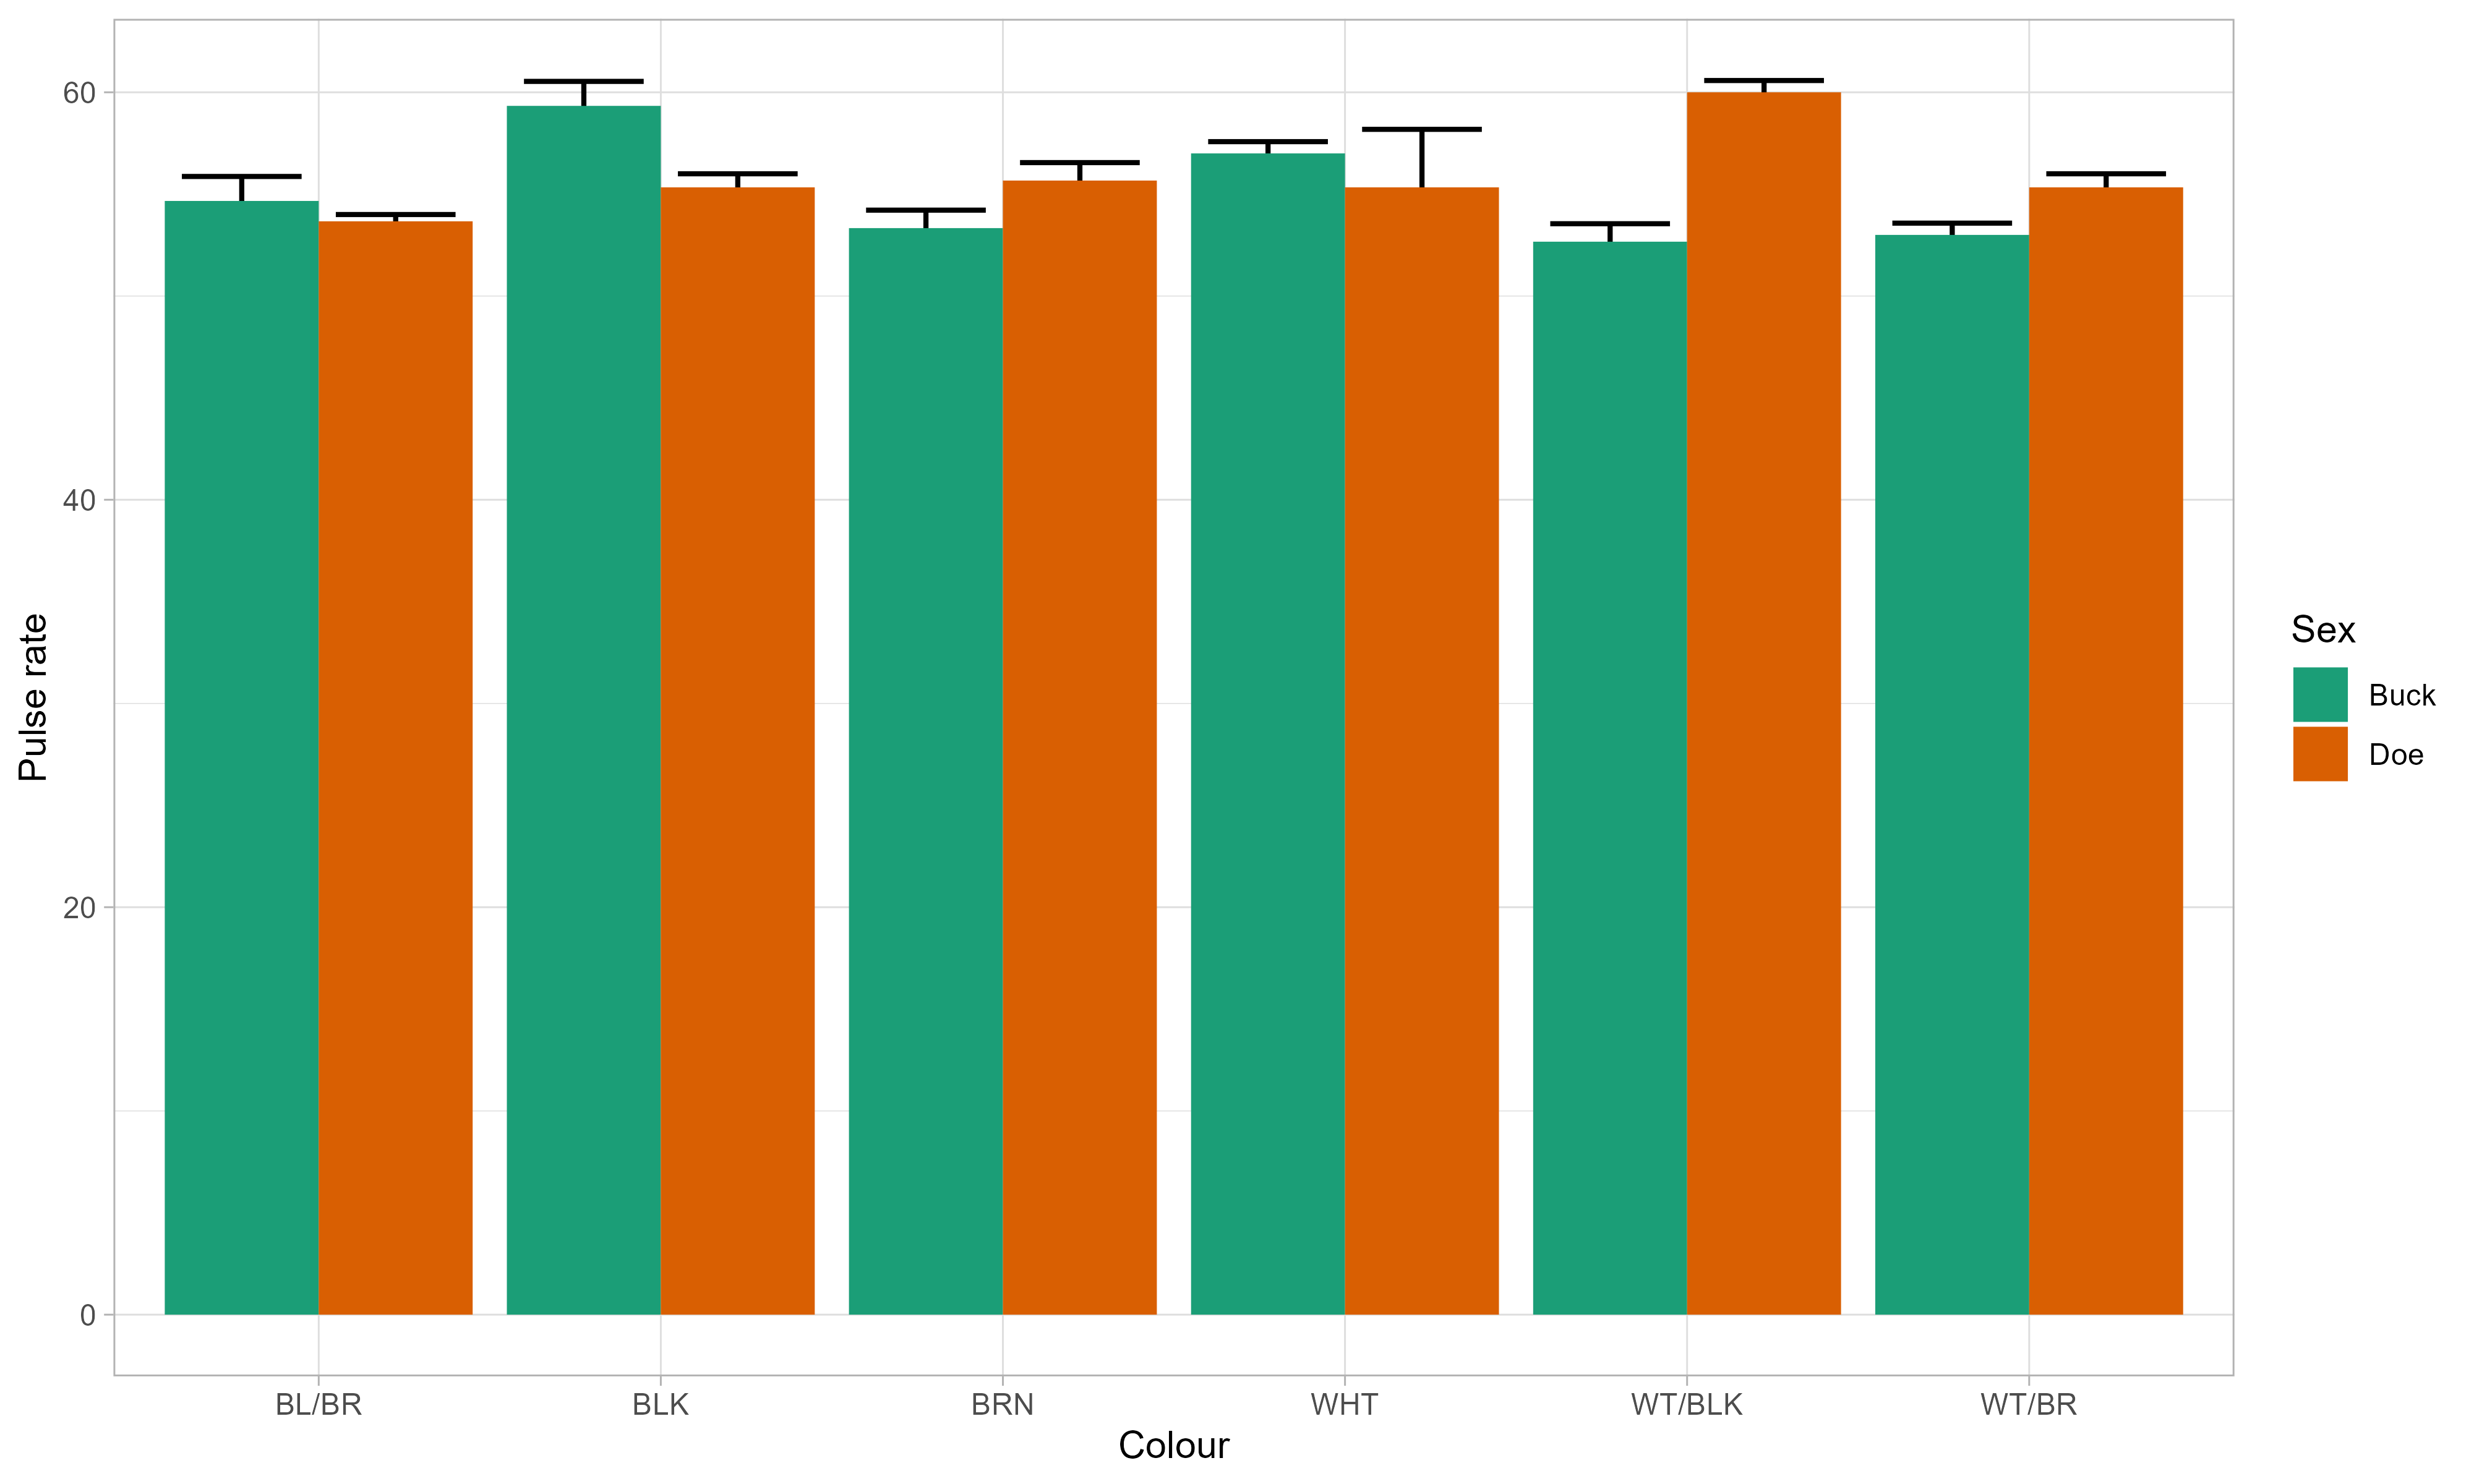 60
40
20
0
Pulse rate
BL/BR
BLK
BRN
WHT
WT/BLK
WT/BR
Colour
Sex
Buck
Doe